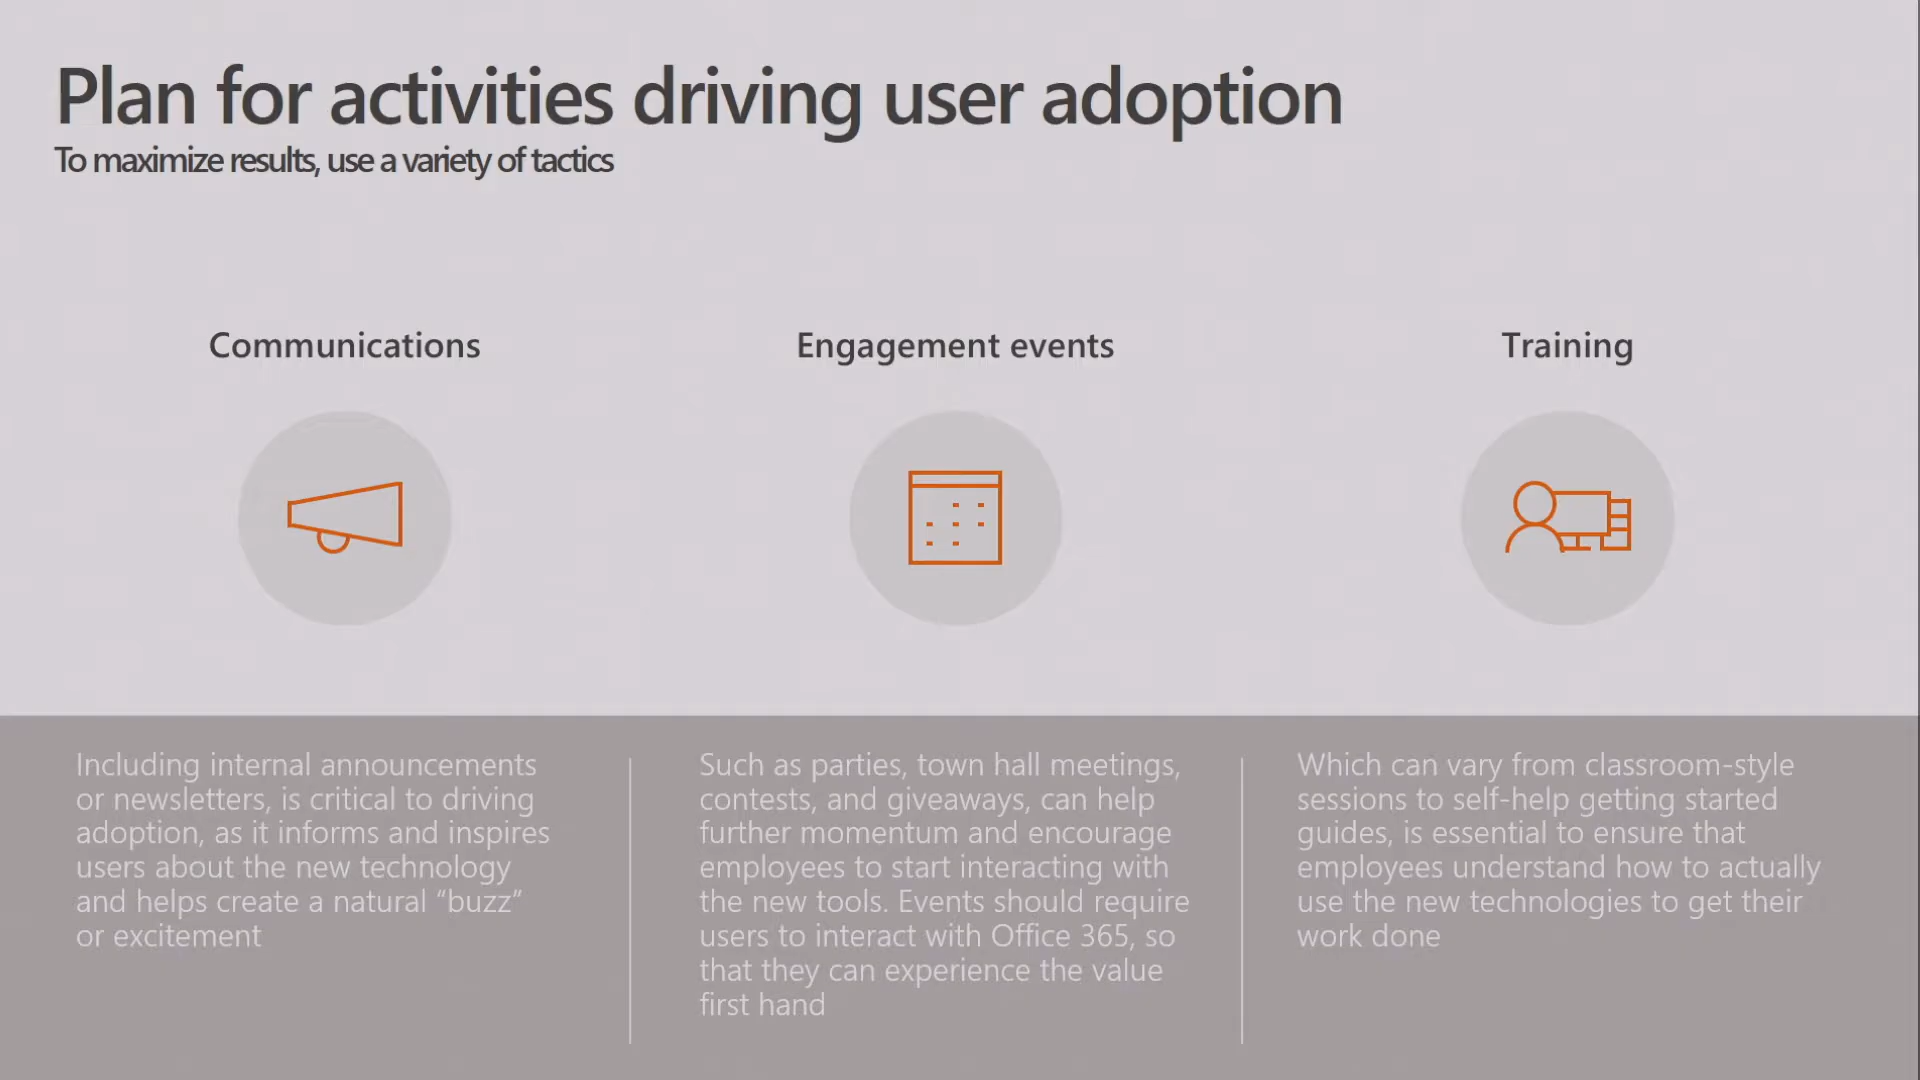 Plan for activities driving user adoption
To maximize results, use a variety of tactics
Communications
Including internal announcements
or newsletters, is critical to driving
adoption, as it informs and inspires
users about the new technology
and helps create a natural “buzz”
or excitement
Engagement events
Such as parties, town hall meetings,
contests, and giveaways, can help
further momentum and encourage
employees to start interacting with
the new tools. Events should require
users to interact with Office 365, so
that they can experience the value
first hand
Training
Which can vary from classroom-style
sessions to self-help getting started
guides, is essential to ensure that
employees understand how to actually
use the new technologies to get their
work done